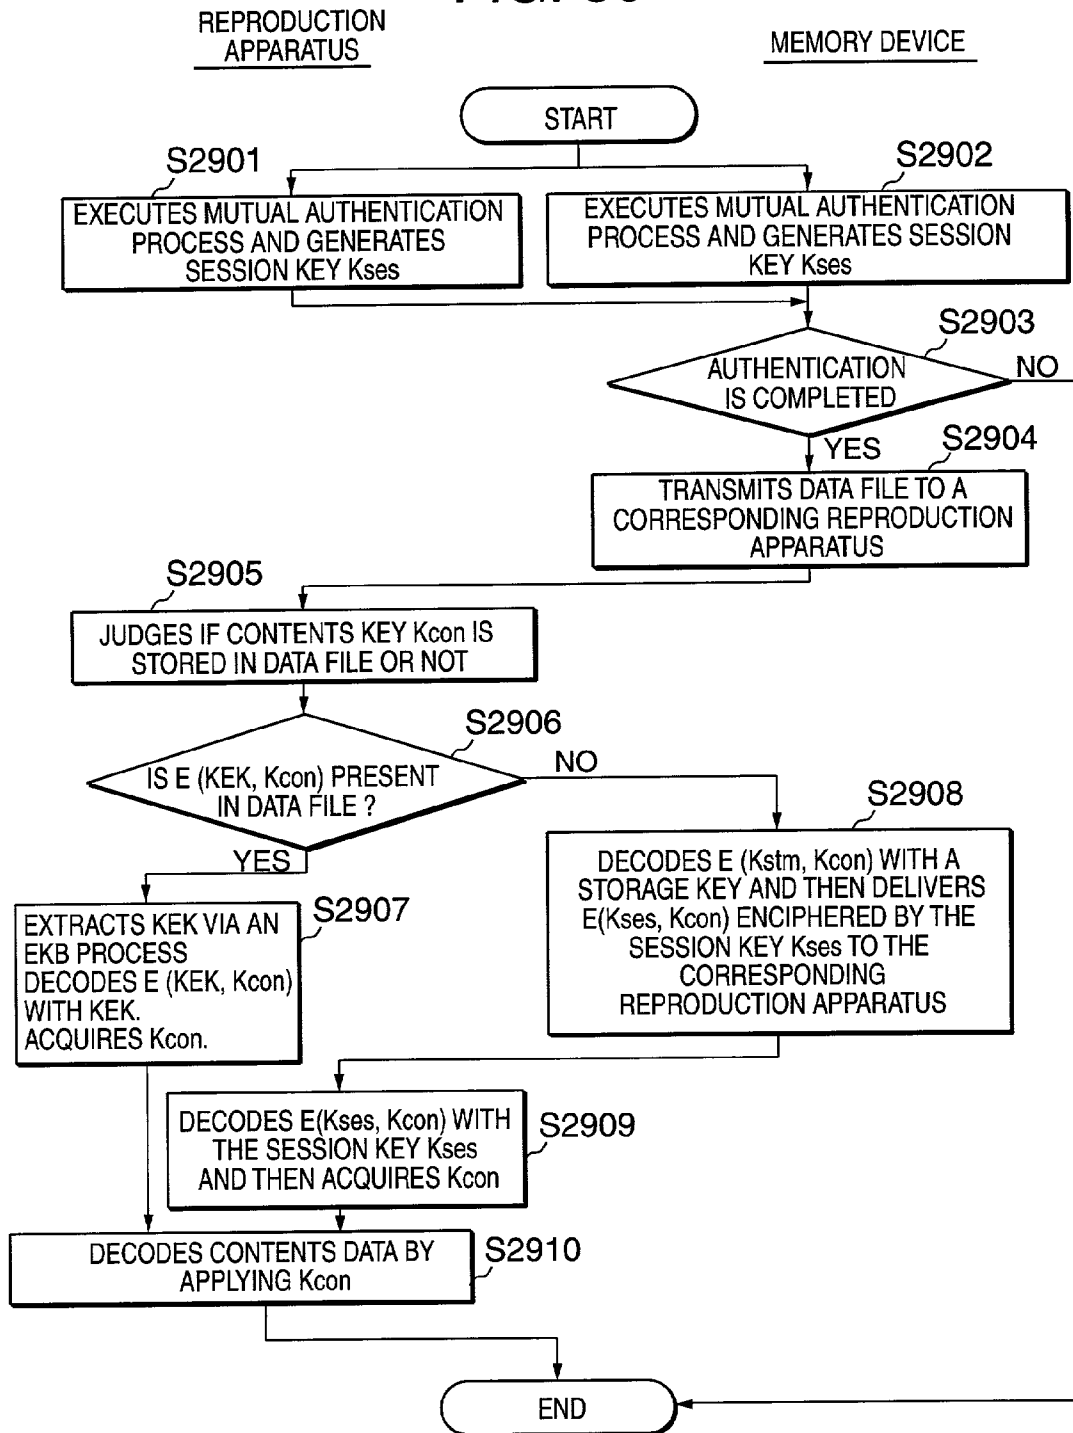 REPRODUCTION
APPARATUS
MEMORY DEVICE
START
S2901
S2902
EXECUTES MUTUAL AUTHENTICATION
PROCESS AND GENERATES
SESSION KEY Kses
EXECUTES MUTUAL AUTHENTICATION
PROCESS AND GENERATES SESSION
KEY Kses
S2903
AUTHENTICATION
IS COMPLETED
NO
YES
S2904
TRANSMITS DATA FILE TO A
CORRESPONDING REPRODUCTION
APPARATUS
S2905
JUDGES IF CONTENTS KEY Kcon IS
STORED IN DATA FILE OR NOT
S2906
IS E (KEK, Kcon) PRESENT
IN DATA FILE ?
NO
YES
S2908
DECODES E (Kstm, Kcon) WITH A
STORAGE KEY AND THEN DELIVERS
E(Kses, Kcon) ENCIPHERED BY THE
SESSION KEY Kses TO THE
CORRESPONDING
REPRODUCTION APPARATUS
S2907
EXTRACTS KEK VIA AN
EKB PROCESS
DECODES E (KEK, Kcon)
WITH KEK.
ACQUIRES Kcon.
DECODES E(Kses, Kcon) WITH
THE SESSION KEY Kses
AND THEN ACQUIRES Kcon
S2909
DECODES CONTENTS DATA BY
APPLYING Kcon
S2910
END